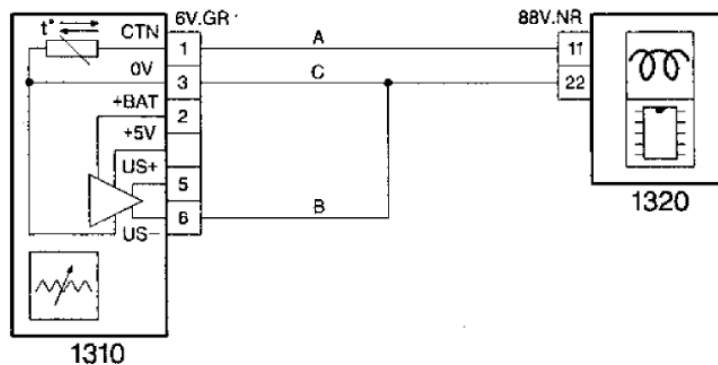 6V.GR
88V.NR
t°
CTN
1
A
11
0V
3
C
22
+BAT
2
+5V
US+
5
6
B
US−
1310
1320